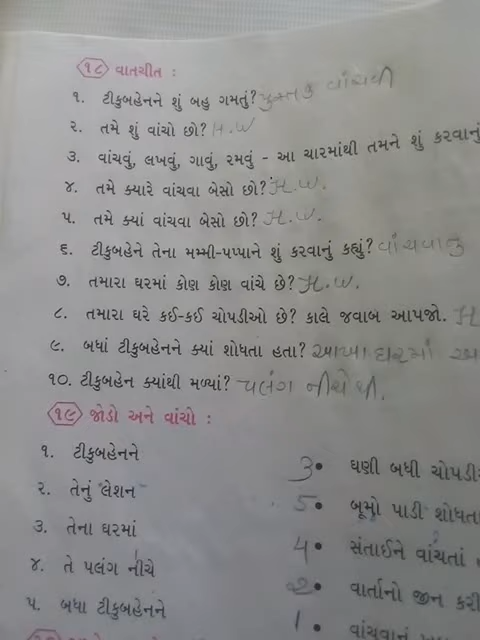 ૧૮ વાતચીત :
૧. ટીકુબહેનને શું બહુ ગમતું? પુસ્તક વાંચવી
૨. તમે શું વાંચો છો? H.W
૩. વાંચવું, લખવું, ગાવું, રમવું - આ ચારમાંથી તમને શું કરવાનું
૪. તમે ક્યારે વાંચવા બેસો છો? H.W.
૫. તમે ક્યાં વાંચવા બેસો છો? H.W.
૬. ટીકુબહેને તેના મમ્મી-પપ્પાને શું કરવાનું કહ્યું? વાંચવાનુ
૭. તમારા ઘરમાં કોણ કોણ વાંચે છે? H.W.
૮. તમારા ઘરે કઈ-કઈ ચોપડીઓ છે? કાલે જવાબ આપજો. H
૯. બધાં ટીકુબહેનને ક્યાં શોધતા હતા? આખા ઘરમાં
૧૦. ટીકુબહેન ક્યાંથી મળ્યાં? પલંગ નીચેથી.
૧૯ જોડો અને વાંચો :
૧. ટીકુબહેનને 3• ઘણી બધી ચોપડી
૨. તેનું લેશન 5• બૂમો પાડી શોધતા
૩. તેના ઘરમાં 4• સંતાઈને વાંચતાં
૪. તે પલંગ નીચે 2• વાર્તાનો જીન કરી
૫. બધા ટીકુબહેનને 1• વાંચવાનું